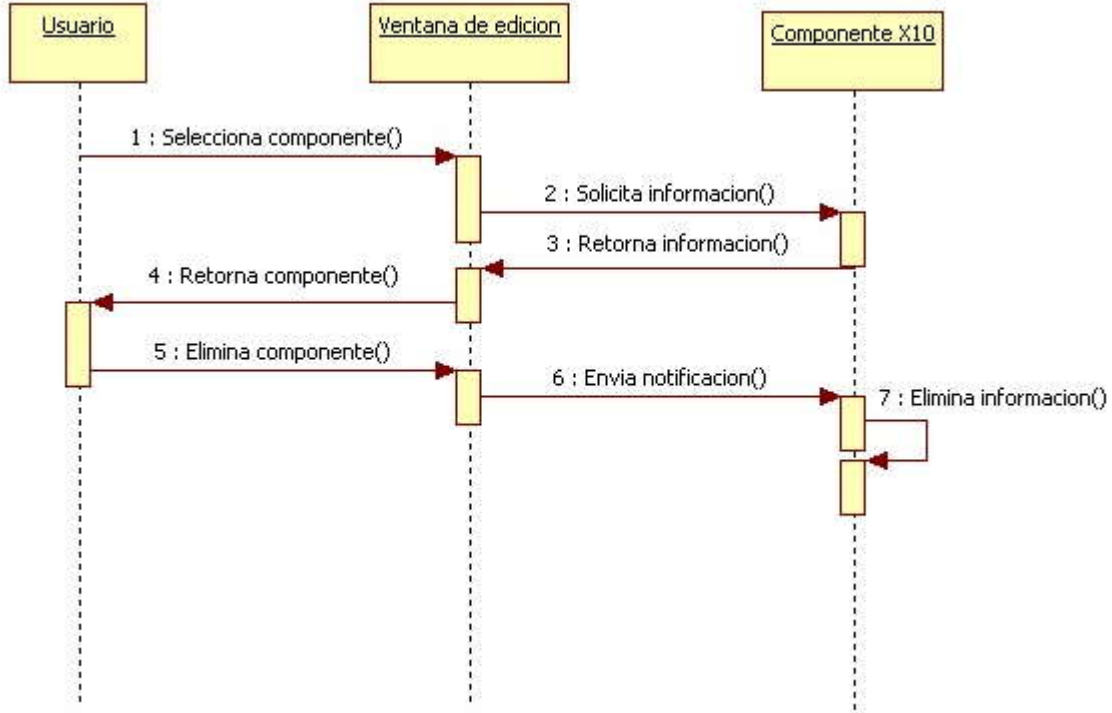 Usuario
Ventana de edicion
Componente X10
1 : Selecciona componente()
2 : Solicita informacion()
3 : Retorna informacion()
4 : Retorna componente()
5 : Elimina componente()
6 : Envia notificacion()
7 : Elimina informacion()